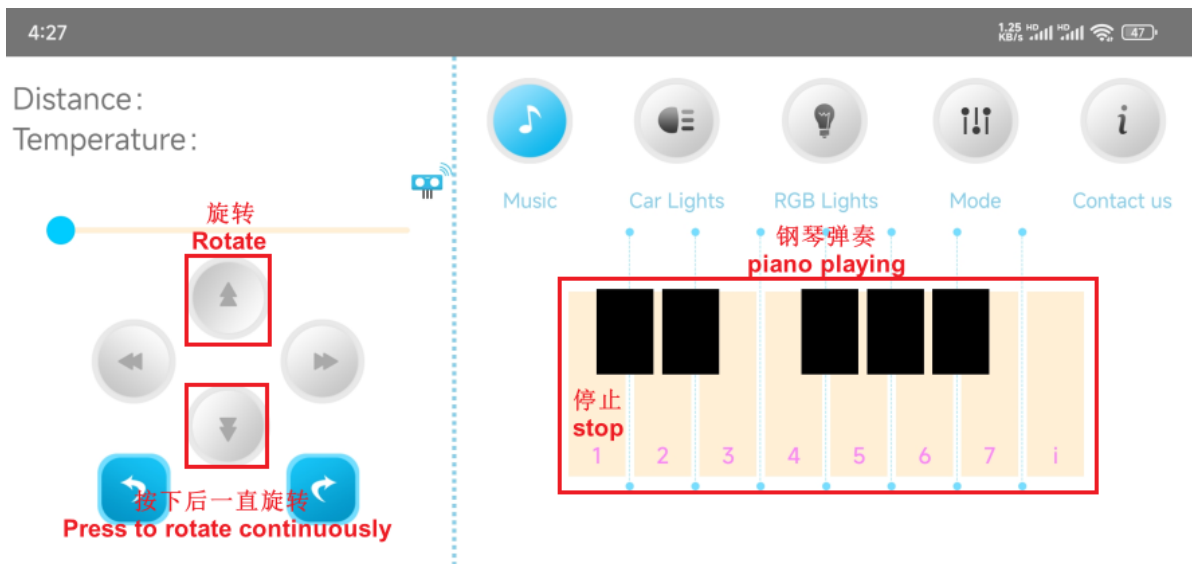 4:27
1.25 KB/s HD HD 47
Distance:
Temperature:
旋转
Rotate
按下后一直旋转
Press to rotate continuously
Music
Car Lights
RGB Lights
Mode
Contact us
钢琴弹奏
piano playing
停止
stop
1 2 3 4 5 6 7 i